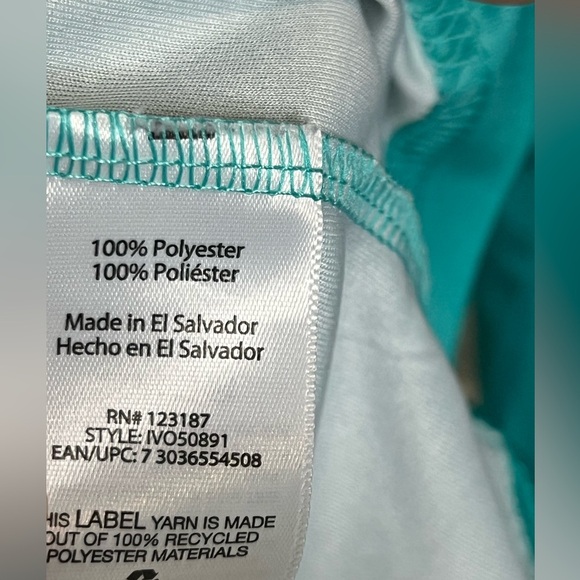 100% Polyester
100% Poliéster
Made in El Salvador
Hecho en El Salvador
RN# 123187
STYLE: IVO50891
EAN/UPC: 7 3036554508
HIS LABEL YARN IS MADE
OUT OF 100% RECYCLED
POLYESTER MATERIALS